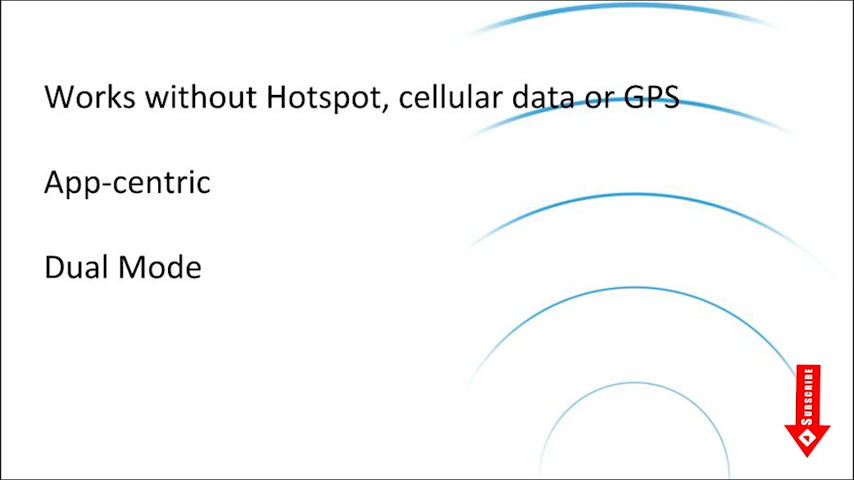 Works without Hotspot, cellular data or GPS
App-centric
Dual Mode
SUBSCRIBE